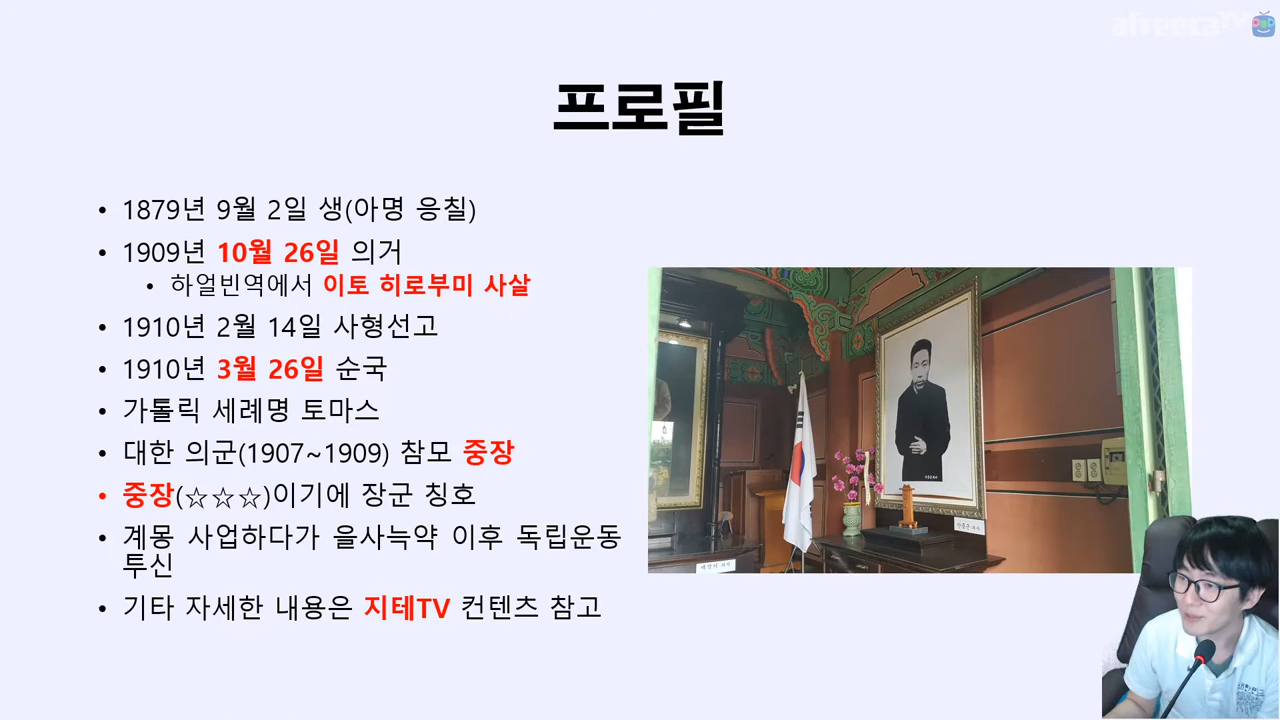 afreecaTV
프로필
• 1879년 9월 2일 생(아명 응칠)
• 1909년 10월 26일 의거
• 하얼빈역에서 이토 히로부미 사살
• 1910년 2월 14일 사형선고
• 1910년 3월 26일 순국
• 가톨릭 세례명 토마스
• 대한 의군(1907~1909) 참모 중장
• 중장(☆☆☆)이기에 장군 칭호
• 계몽 사업하다가 을사늑약 이후 독립운동
투신
• 기타 자세한 내용은 지테TV 컨텐츠 참고